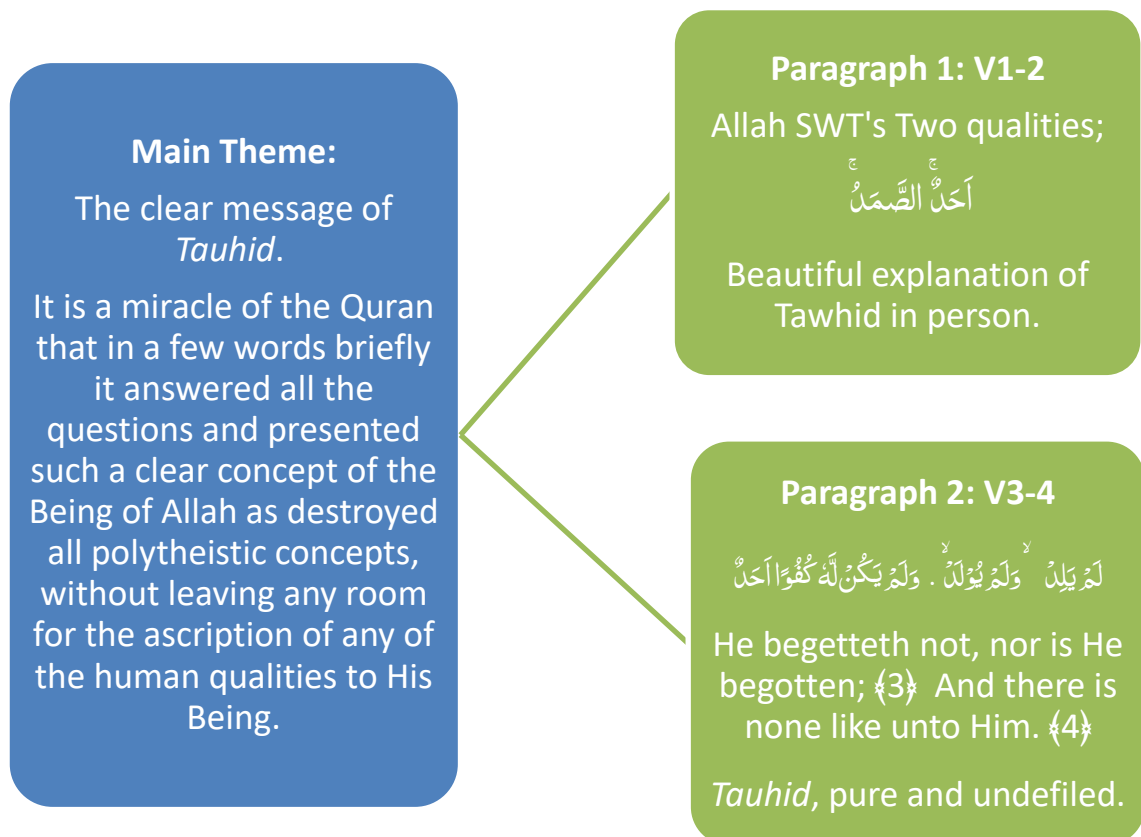 Main Theme:
The clear message of
Tauhid.
It is a miracle of the Quran
that in a few words briefly
it answered all the
questions and presented
such a clear concept of the
Being of Allah as destroyed
all polytheistic concepts,
without leaving any room
for the ascription of any of
the human qualities to His
Being.
Paragraph 1: V1-2
Allah SWT's Two qualities;
اَحَدٌ ۚ الصَّمَدُ ۚ
Beautiful explanation of
Tawhid in person.
Paragraph 2: V3-4
لَمْ يَلِدْ ۙ وَلَمْ يُوْلَدْ ۙ . وَلَمْ يَكُنْ لَّهٗ كُفُوًا اَحَدٌ
He begetteth not, nor is He
begotten; ﴾3﴿ And there is
none like unto Him. ﴾4﴿
Tauhid, pure and undefiled.